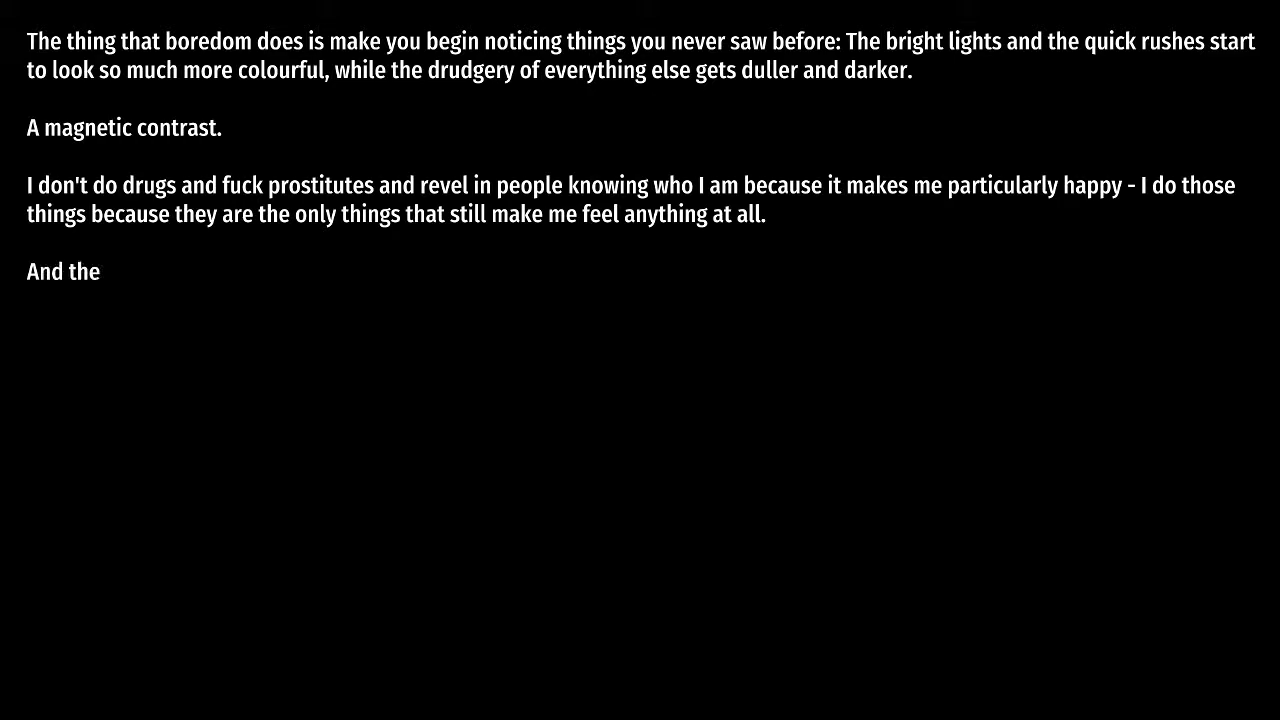 The thing that boredom does is make you begin noticing things you never saw before: The bright lights and the quick rushes start
to look so much more colourful, while the drudgery of everything else gets duller and darker.
A magnetic contrast.
I don't do drugs and fuck prostitutes and revel in people knowing who I am because it makes me particularly happy - I do those
things because they are the only things that still make me feel anything at all.
And the